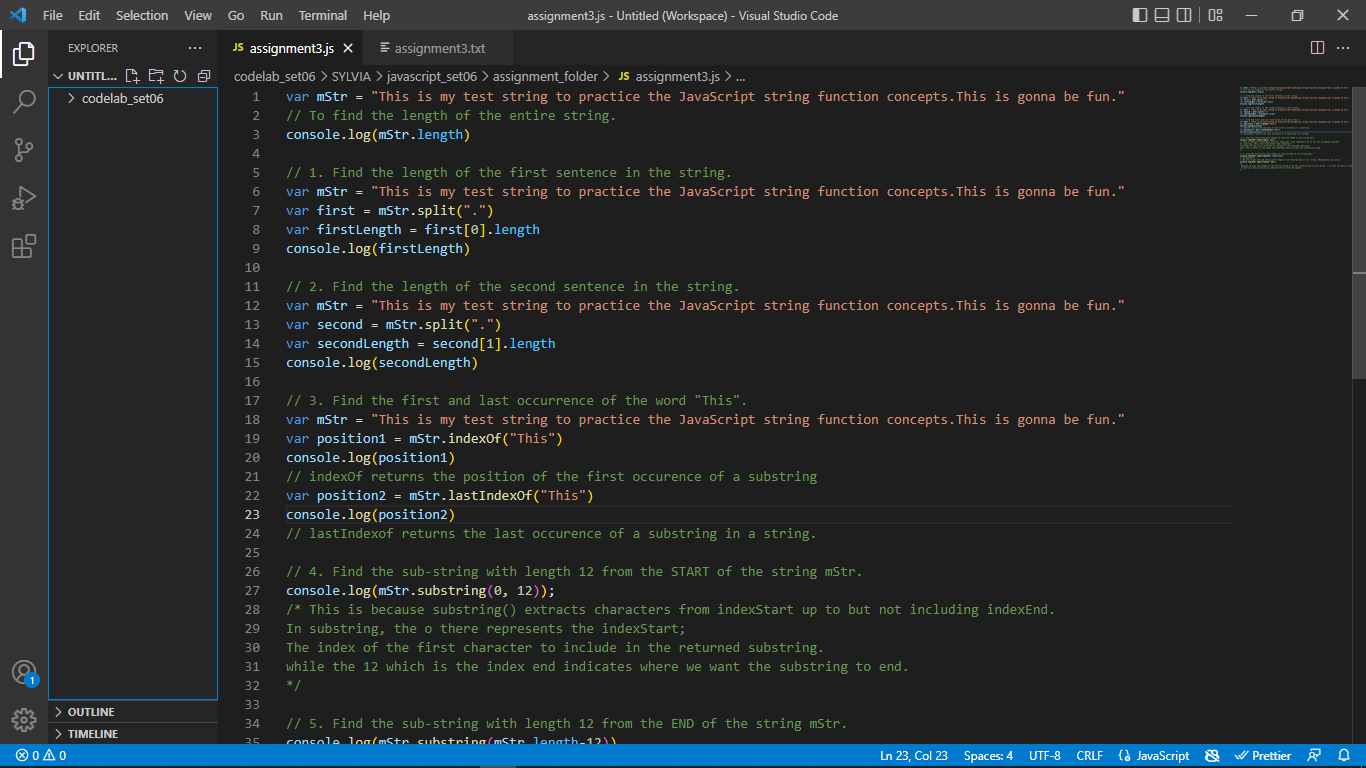 File Edit Selection View Go Run Terminal Help assignment3.js - Untitled (Workspace) - Visual Studio Code
EXPLORER
JS assignment3.js
assignment3.txt
UNTITL...
codelab_set06
codelab_set06 > SYLVIA > javascript_set06 > assignment_folder > JS assignment3.js > ...
1 var mStr = "This is my test string to practice the JavaScript string function concepts.This is gonna be fun."
2 // To find the length of the entire string.
3 console.log(mStr.length)
4
5 // 1. Find the length of the first sentence in the string.
6 var mStr = "This is my test string to practice the JavaScript string function concepts.This is gonna be fun."
7 var first = mStr.split(".")
8 var firstLength = first[0].length
9 console.log(firstLength)
10
11 // 2. Find the length of the second sentence in the string.
12 var mStr = "This is my test string to practice the JavaScript string function concepts.This is gonna be fun."
13 var second = mStr.split(".")
14 var secondLength = second[1].length
15 console.log(secondLength)
16
17 // 3. Find the first and last occurrence of the word "This".
18 var mStr = "This is my test string to practice the JavaScript string function concepts.This is gonna be fun."
19 var position1 = mStr.indexOf("This")
20 console.log(position1)
21 // indexOf returns the position of the first occurence of a substring
22 var position2 = mStr.lastIndexOf("This")
23 console.log(position2)
24 // lastIndexof returns the last occurence of a substring in a string.
25
26 // 4. Find the sub-string with length 12 from the START of the string mStr.
27 console.log(mStr.substring(0, 12));
28 /* This is because substring() extracts characters from indexStart up to but not including indexEnd.
29 In substring, the o there represents the indexStart;
30 The index of the first character to include in the returned substring.
31 while the 12 which is the index end indicates where we want the substring to end.
32 */
33
34 // 5. Find the sub-string with length 12 from the END of the string mStr.
35 console.log(mStr.substring(mStr.length-12))
1
OUTLINE
TIMELINE
0 0 Ln 23, Col 23 Spaces: 4 UTF-8 CRLF {} JavaScript Prettier